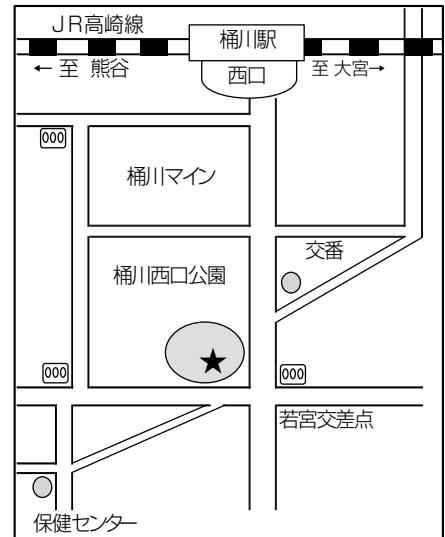 JR高崎線
桶川駅
← 至 熊谷
西口
至 大宮→
000
桶川マイン
交番
桶川西口公園
000
000
若宮交差点
保健センター